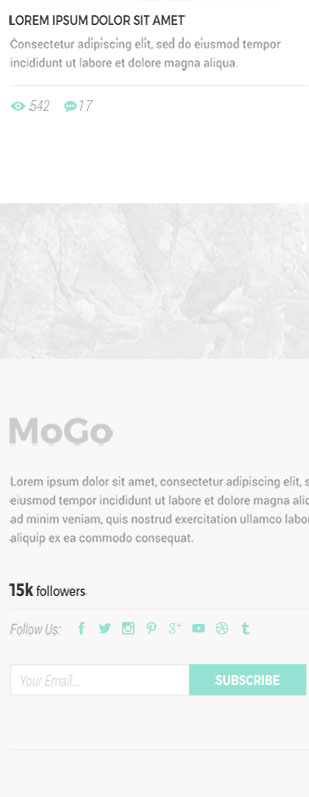 LOREM IPSUM DOLOR SIT AMET
Consectetur adipiscing elit, sed do eiusmod tempor
incididunt ut labore et dolore magna aliqua.
542 17
MoGo
Lorem ipsum dolor sit amet, consectetur adipiscing elit, s
eiusmod tempor incididunt ut labore et dolore magna aliq
ad minim veniam, quis nostrud exercitation ullamco labor
aliquip ex ea commodo consequat.
15k followers
Follow Us:
Your Email...
SUBSCRIBE